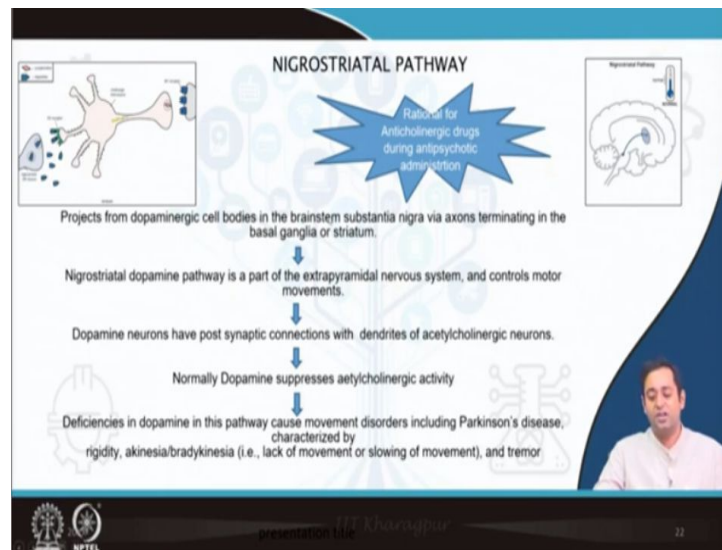 NIGROSTRIATAL PATHWAY
Nigrostriatal Pathway
Rational for
Anticholinergic drugs
during antipsychotic
administrtion
Projects from dopaminergic cell bodies in the brainstem substantia nigra via axons terminating in the
basal ganglia or striatum.
Nigrostriatal dopamine pathway is a part of the extrapyramidal nervous system, and controls motor
movements.
Dopamine neurons have post synaptic connections with dendrites of acetylcholinergic neurons.
Normally Dopamine suppresses aetylcholinergic activity
Deficiencies in dopamine in this pathway cause movement disorders including Parkinson's disease,
characterized by
rigidity, akinesia/bradykinesia (i.e., lack of movement or slowing of movement), and tremor
IIT Kharagpur
presentation title
22
NPTEL